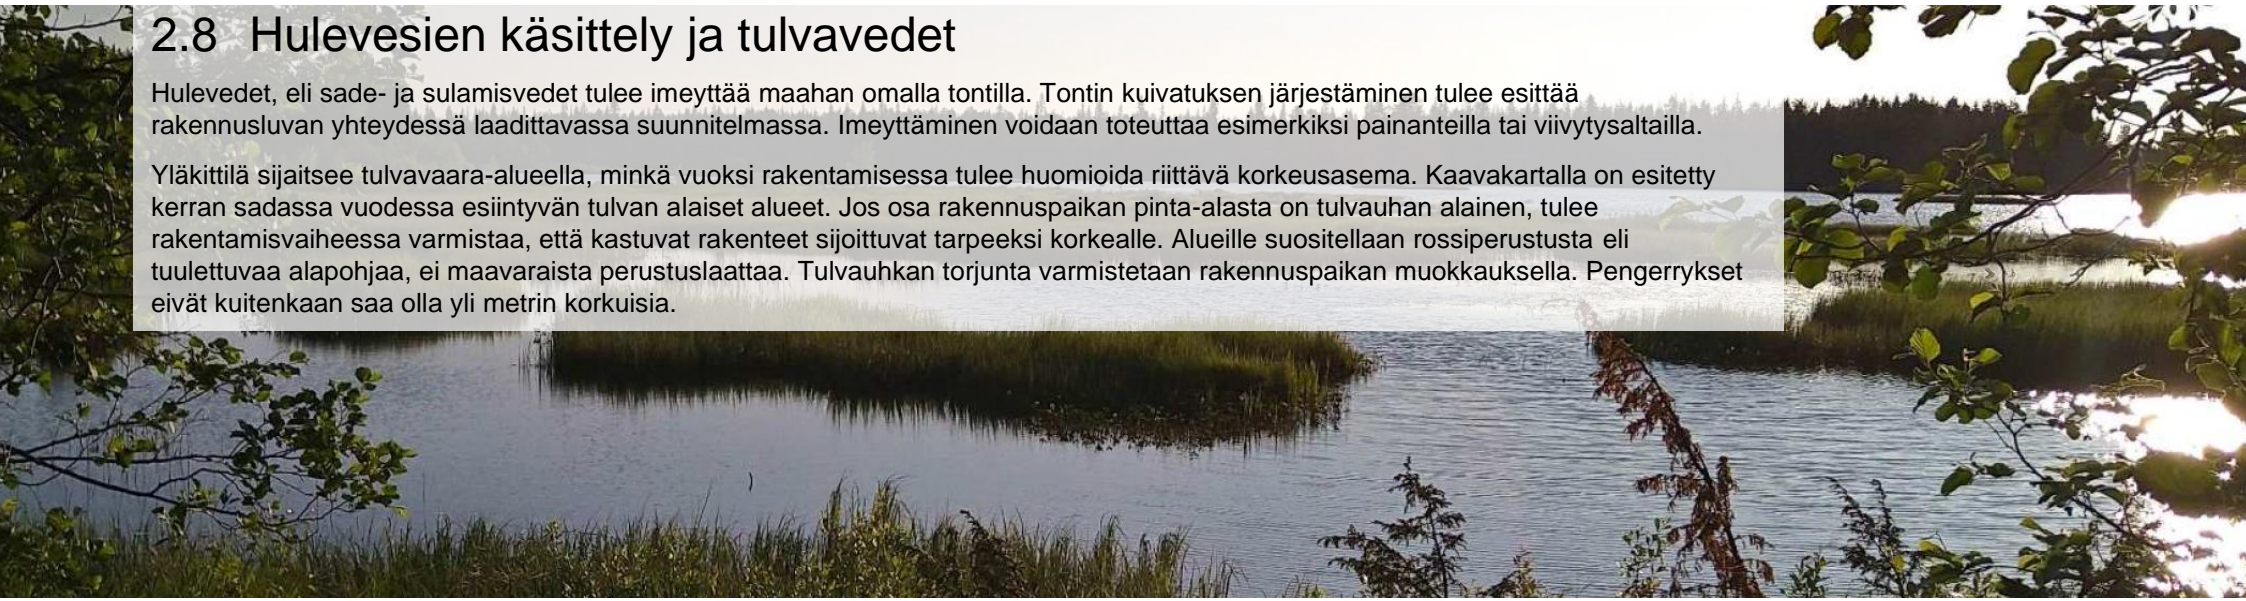 2.8 Hulevesien käsittely ja tulvavedet
Hulevedet, eli sade- ja sulamisvedet tulee imeyttää maahan omalla tontilla. Tontin kuivatuksen järjestäminen tulee esittää
rakennusluvan yhteydessä laadittavassa suunnitelmassa. Imeyttäminen voidaan toteuttaa esimerkiksi painanteilla tai viivytysaltailla.
Yläkittilä sijaitsee tulvavaara-alueella, minkä vuoksi rakentamisessa tulee huomioida riittävä korkeusasema. Kaavakartalla on esitetty
kerran sadassa vuodessa esiintyvän tulvan alaiset alueet. Jos osa rakennuspaikan pinta-alasta on tulvauhan alainen, tulee
rakentamisvaiheessa varmistaa, että kastuvat rakenteet sijoittuvat tarpeeksi korkealle. Alueille suositellaan rossiperustusta eli
tuulettuvaa alapohjaa, ei maavaraista perustuslaattaa. Tulvauhkan torjunta varmistetaan rakennuspaikan muokkauksella. Pengerrykset
eivät kuitenkaan saa olla yli metrin korkuisia.